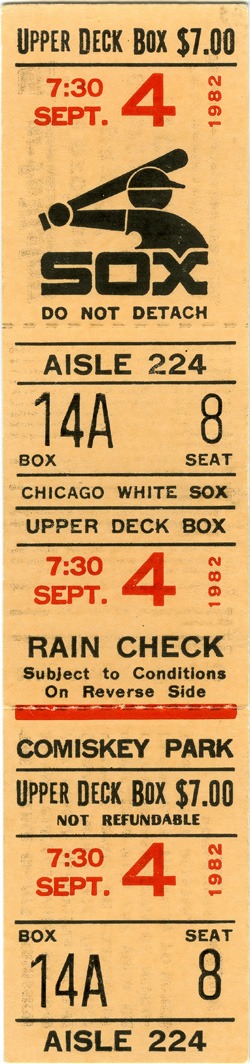 UPPER DECK BOX $7.00
7:30 SEPT. 4 1982
SOX
DO NOT DETACH
AISLE 224
14A 8
BOX SEAT
CHICAGO WHITE SOX
UPPER DECK BOX
7:30 SEPT. 4 1982
RAIN CHECK
Subject to Conditions
On Reverse Side
COMISKEY PARK
UPPER DECK BOX $7.00
NOT REFUNDABLE
7:30 SEPT. 4 1982
BOX SEAT
14A 8
AISLE 224